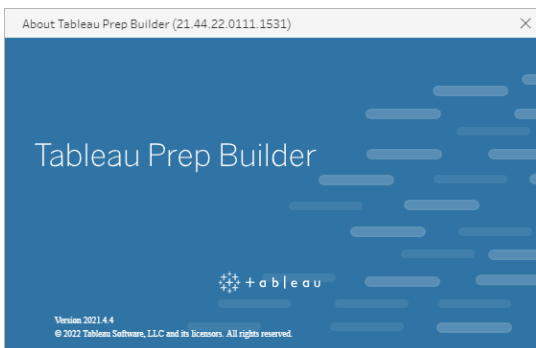 About Tableau Prep Builder (21.44.22.0111.1531)
Tableau Prep Builder
+ a b | e a u
Version 2021.4.4
© 2022 Tableau Software, LLC and its licensors. All rights reserved.